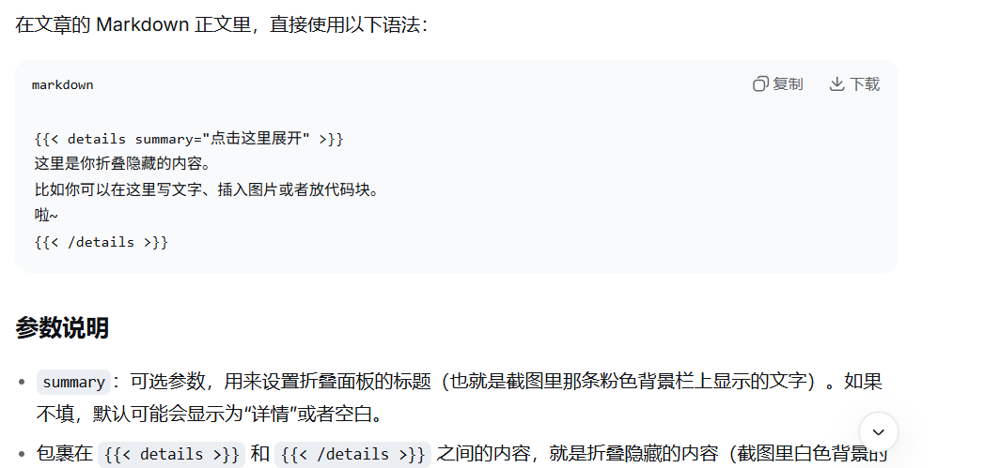 在文章的 Markdown 正文里，直接使用以下语法：
markdown
复制
下载
{{< details summary="点击这里展开" >}}
这里是你折叠隐藏的内容。
比如你可以在这里写文字、插入图片或者放代码块。
啦~
{{< /details >}}
参数说明
• summary：可选参数，用来设置折叠面板的标题（也就是截图里那条粉色背景栏上显示的文字）。如果
不填，默认可能会显示为“详情”或者空白。
• 包裹在 {{< details >}} 和 {{< /details >}} 之间的内容，就是折叠隐藏的内容（截图里白色背景的